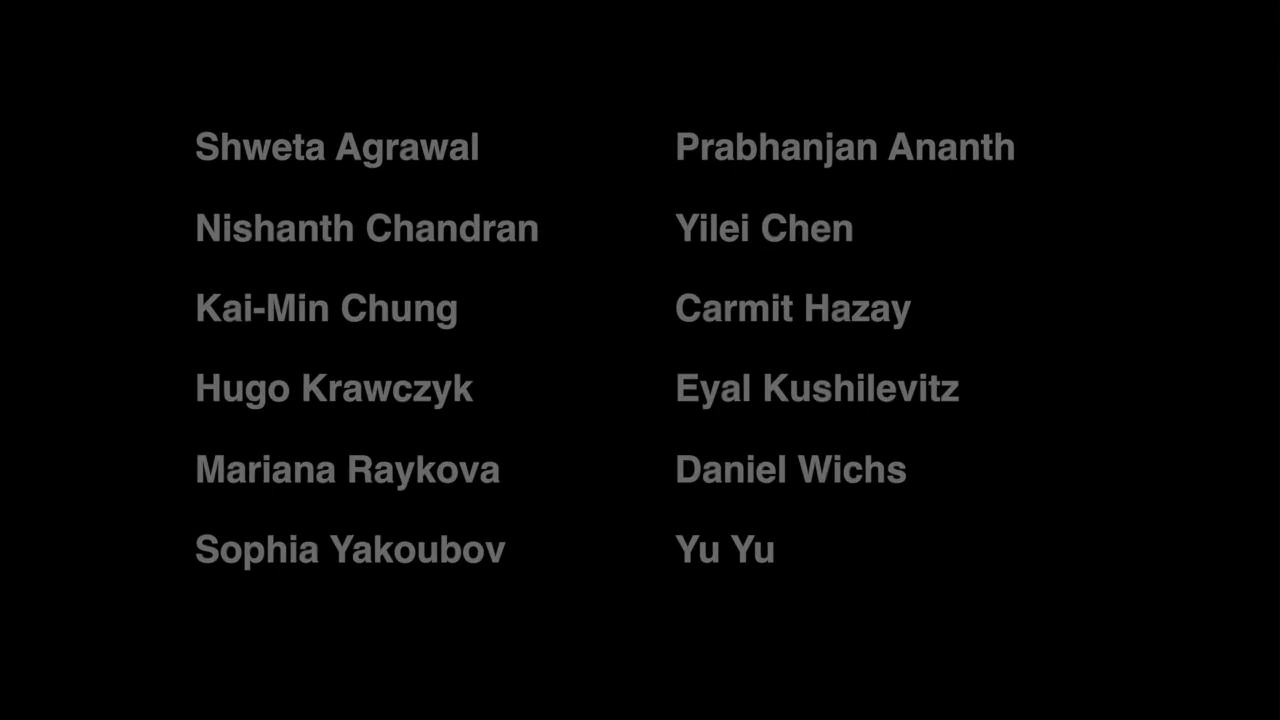 Shweta Agrawal
Prabhanjan Ananth
Nishanth Chandran
Yilei Chen
Kai-Min Chung
Carmit Hazay
Hugo Krawczyk
Eyal Kushilevitz
Mariana Raykova
Daniel Wichs
Sophia Yakoubov
Yu Yu